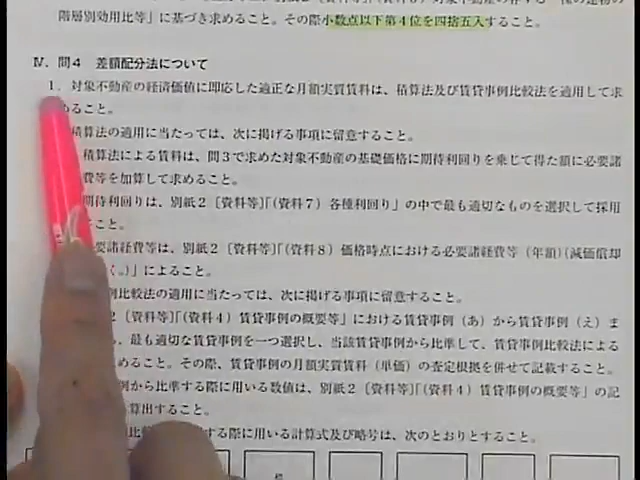 階層別効用比等」に基づき求めること。その際小数点以下第4位を四捨五入すること。
Ⅳ．問4 差額配分法について
1．対象不動産の経済価値に即応した適正な月額実質賃料は、積算法及び賃貸事例比較法を適用して求
めること。
積算法の適用に当たっては、次に掲げる事項に留意すること。
積算法による賃料は、問3で求めた対象不動産の基礎価格に期待利回りを乗じて得た額に必要諸
費等を加算して求めること。
期待利回りは、別紙2〔資料等〕「(資料7) 各種利回り」の中で最も適切なものを選択して採用
こと。
要諸経費等は、別紙2〔資料等〕「(資料8) 価格時点における必要諸経費等 (年額) (減価償却
く。)」によること。
例比較法の適用に当たっては、次に掲げる事項に留意すること。
2〔資料等〕「(資料4) 賃貸事例の概要等」における賃貸事例 (あ) から賃貸事例 (え) ま
、最も適切な賃貸事例を一つ選択し、当該賃貸事例から比準して、賃貸事例比較法による
めること。その際、賃貸事例の月額実質賃料 (単価) の査定根拠を併せて記載すること。
例から比準する際に用いる数値は、別紙2〔資料等〕「(資料4) 賃貸事例の概要等」の記
算出すること。
比較する際に用いる計算式及び略号は、次のとおりとすること。